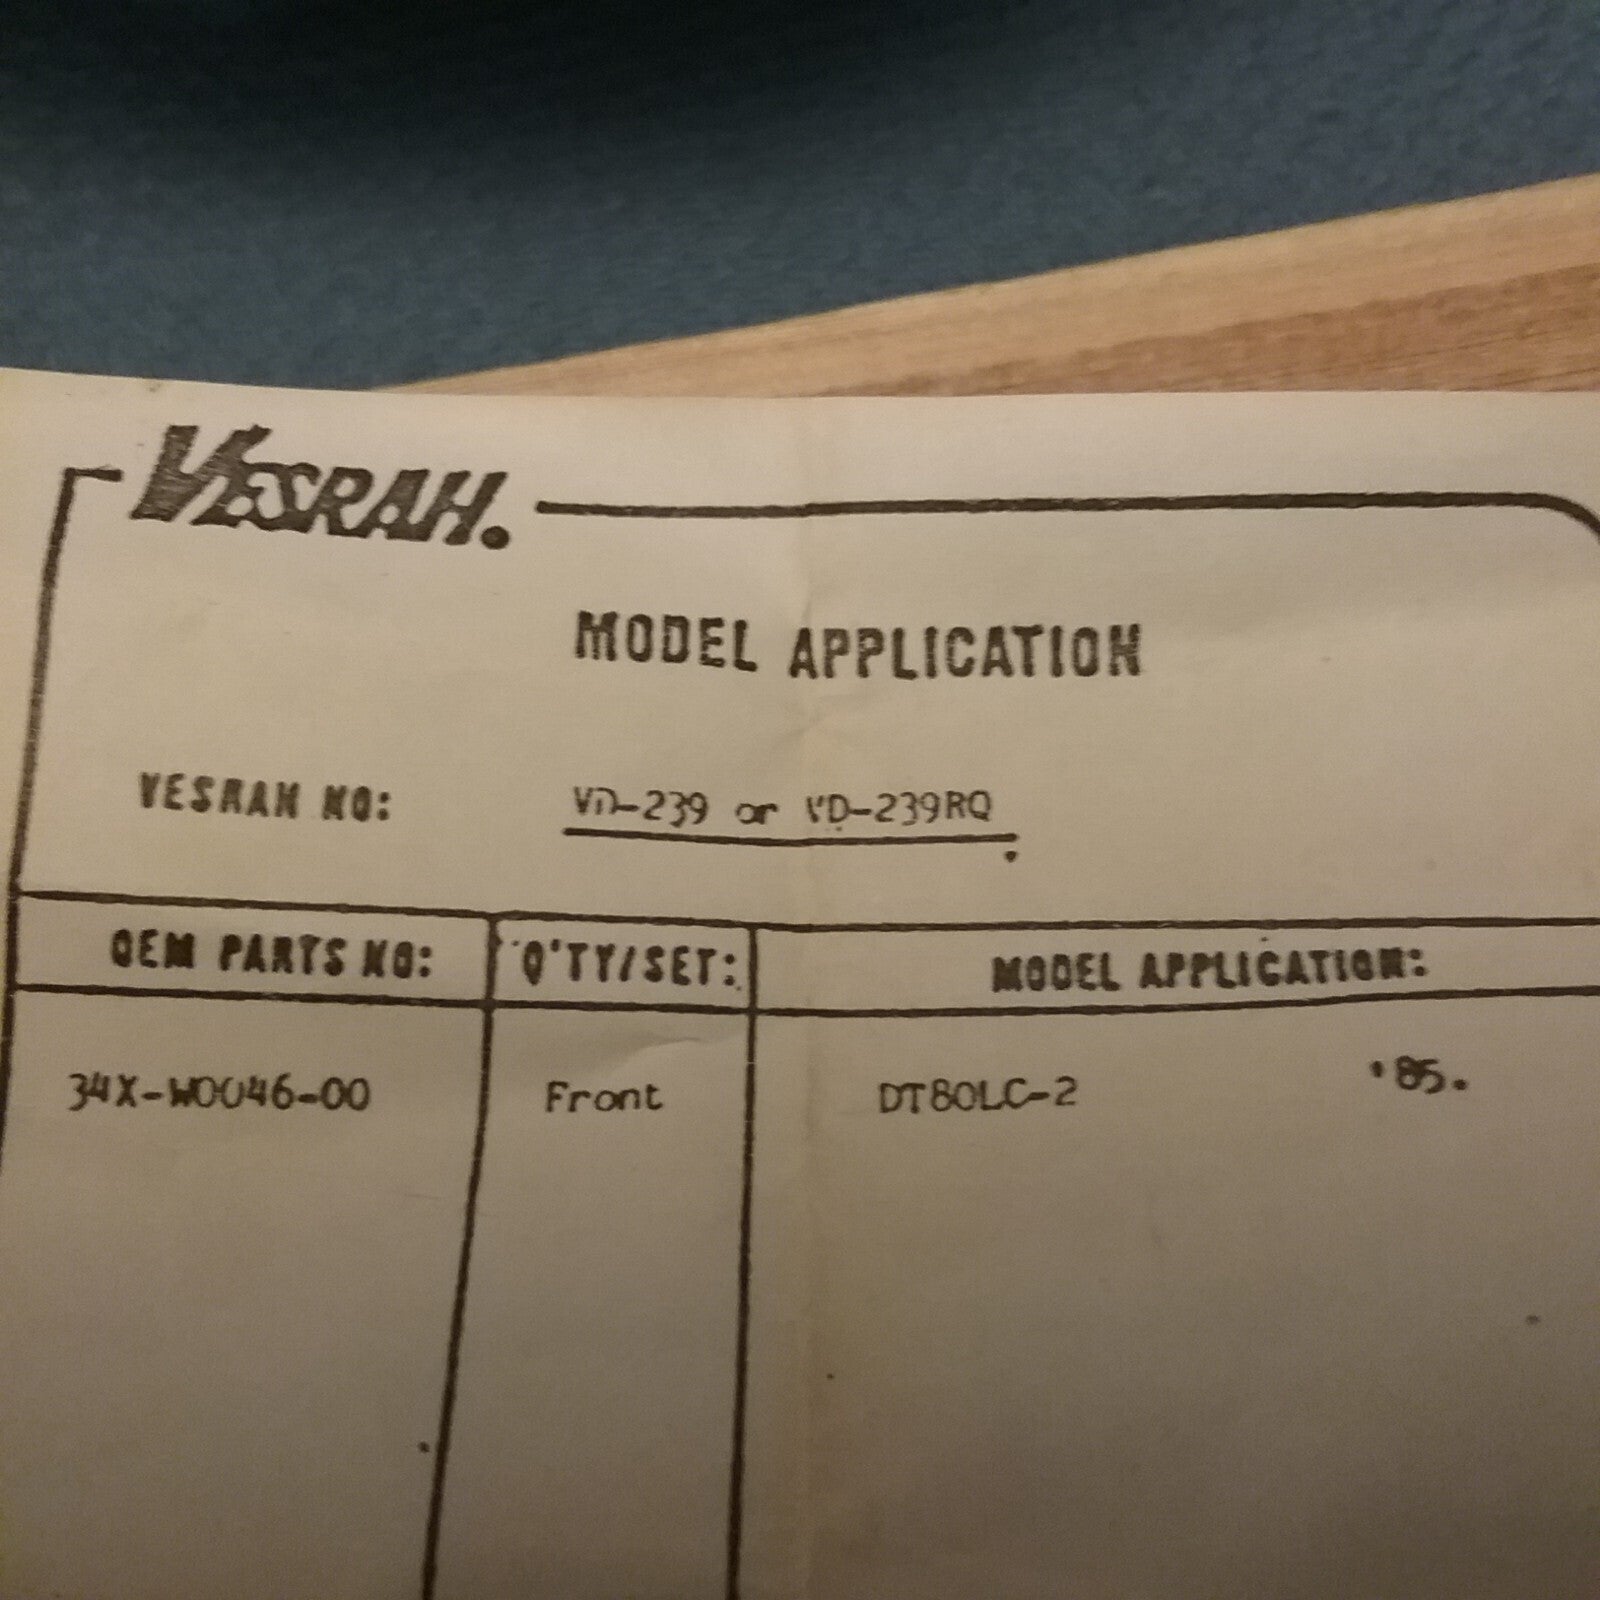 VESRAH.
MODEL APPLICATION
VESRAH NO: VD-239 or VD-239RQ
OEM PARTS NO: Q'TY/SET: MODEL APPLICATION:
34X-W0046-00 Front DT80LC-2 '85.